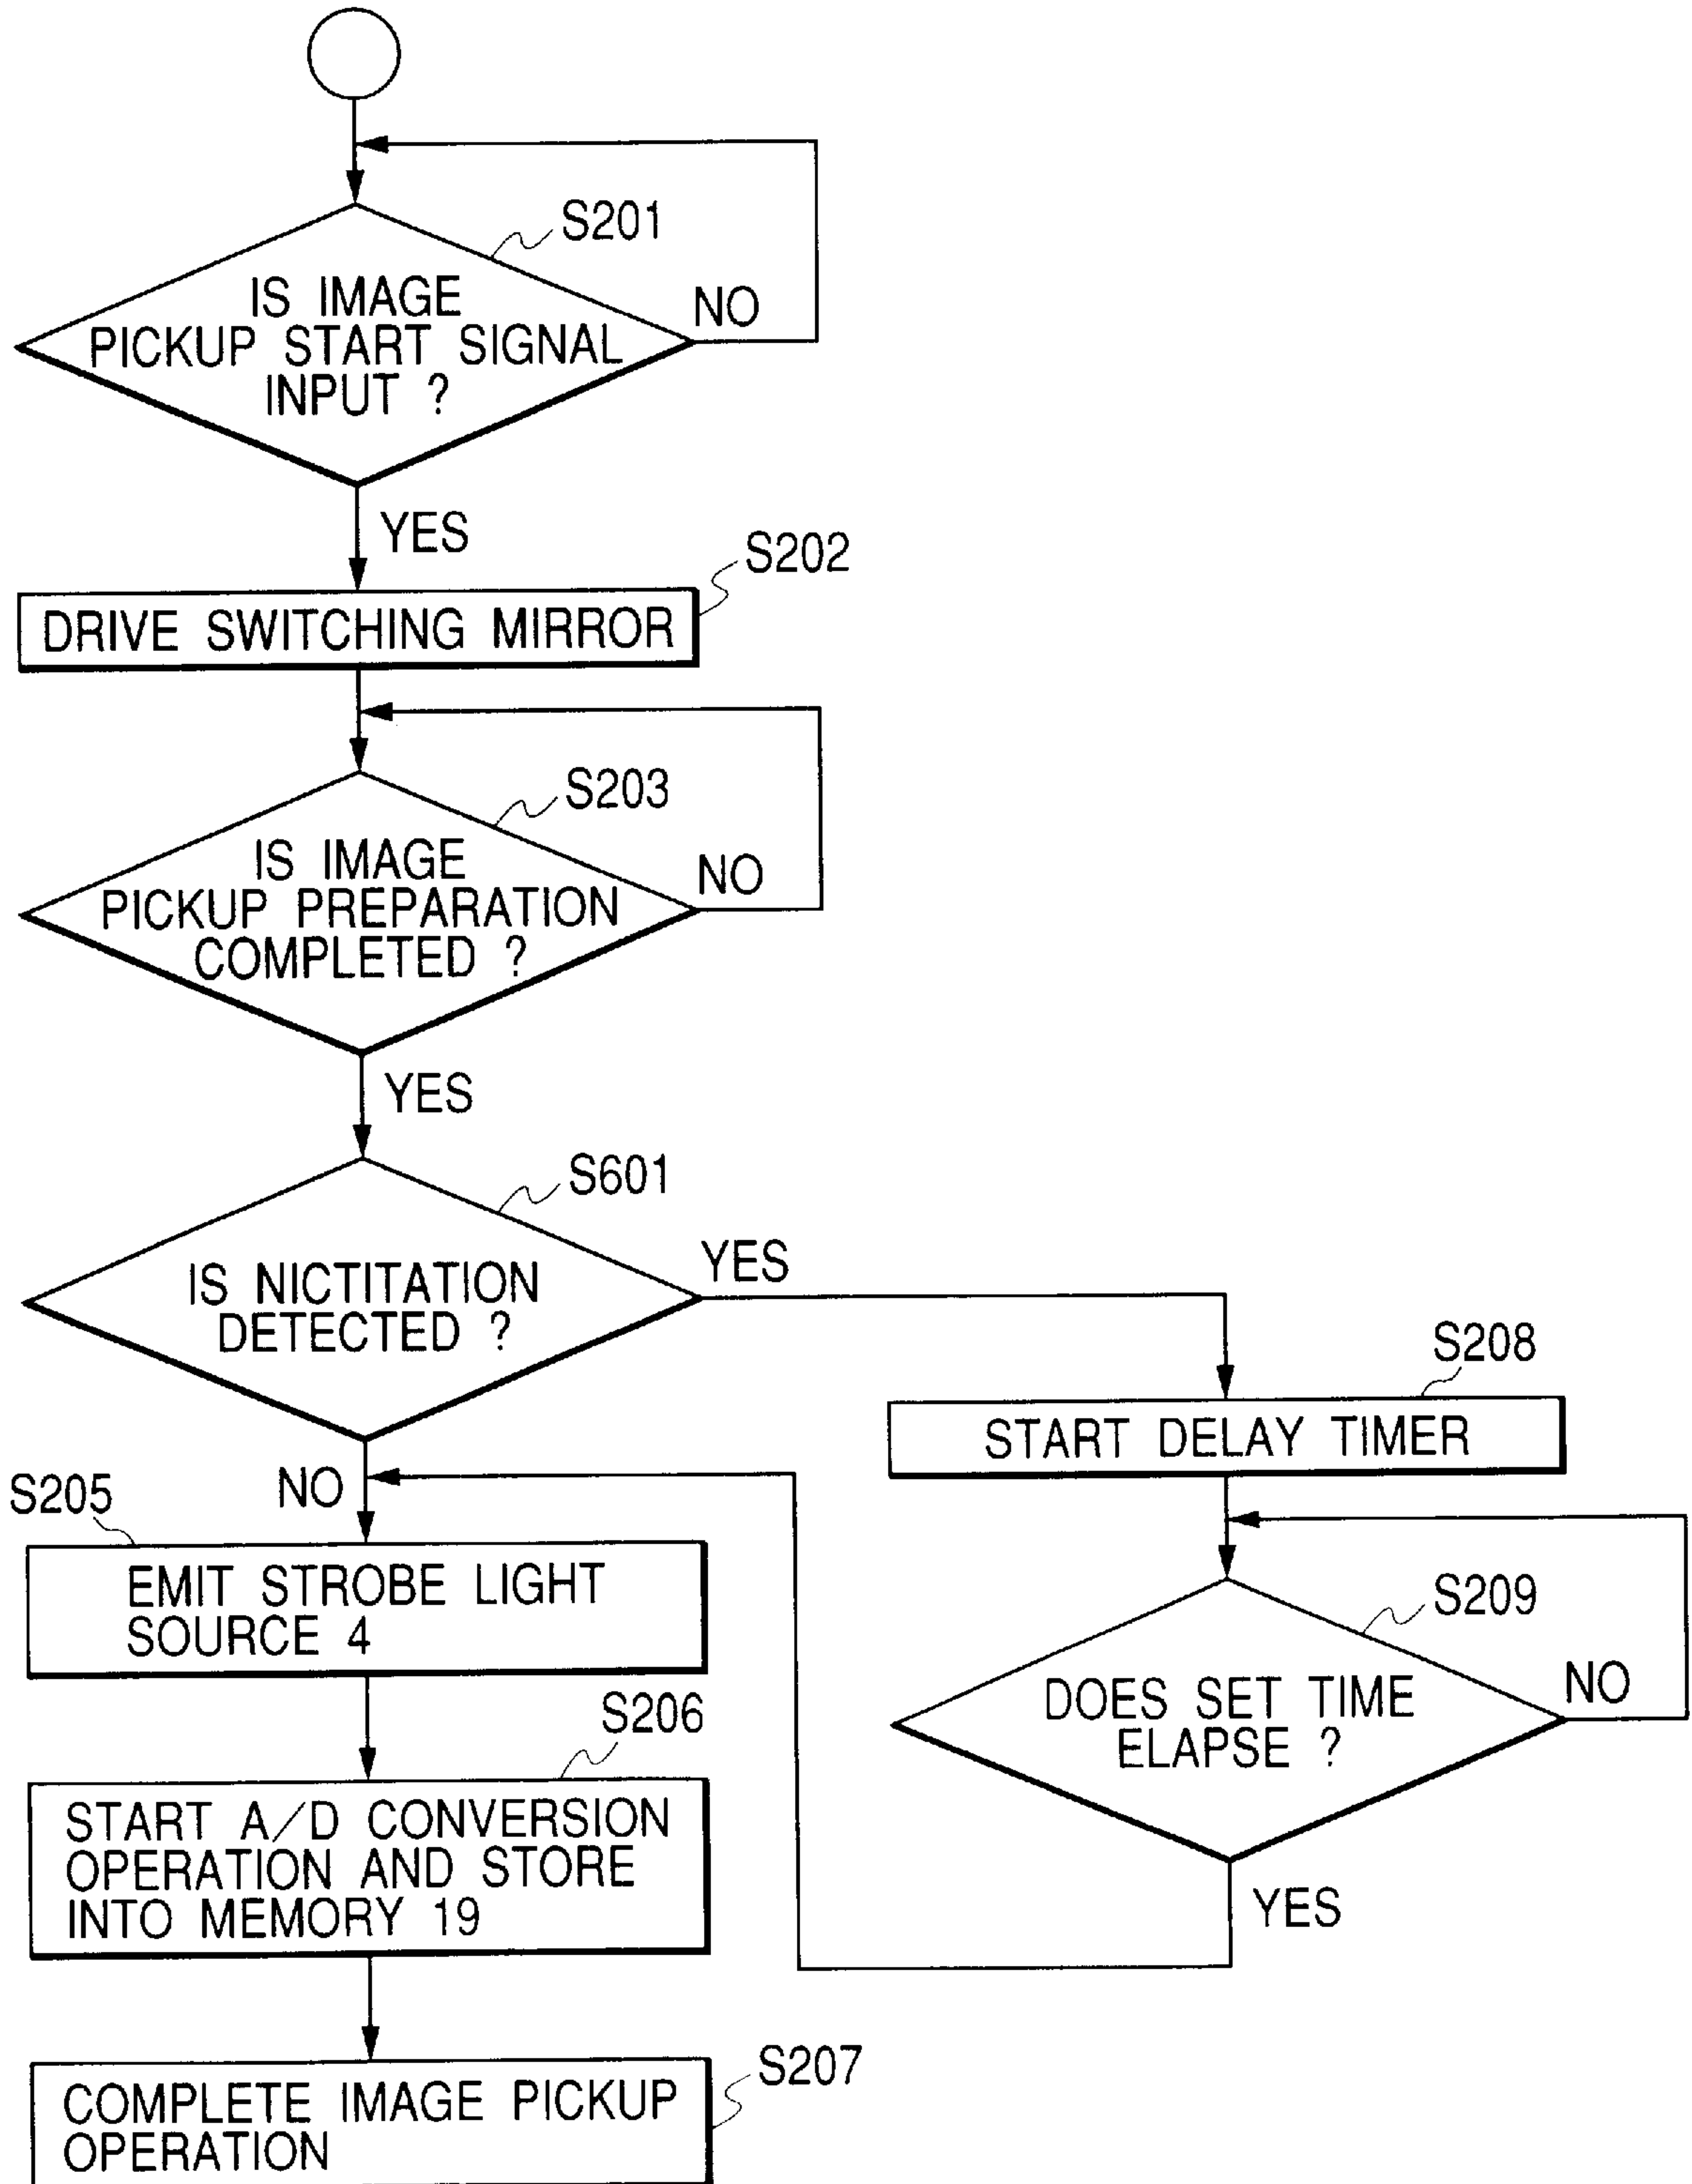 S201
IS IMAGE
PICKUP START SIGNAL
INPUT ?
NO
YES
S202
DRIVE SWITCHING MIRROR
S203
IS IMAGE
PICKUP PREPARATION
COMPLETED ?
NO
YES
S601
IS NICTITATION
DETECTED ?
YES
NO
S208
START DELAY TIMER
S209
DOES SET TIME
ELAPSE ?
NO
YES
S205
EMIT STROBE LIGHT
SOURCE 4
S206
START A/D CONVERSION
OPERATION AND STORE
INTO MEMORY 19
S207
COMPLETE IMAGE PICKUP
OPERATION